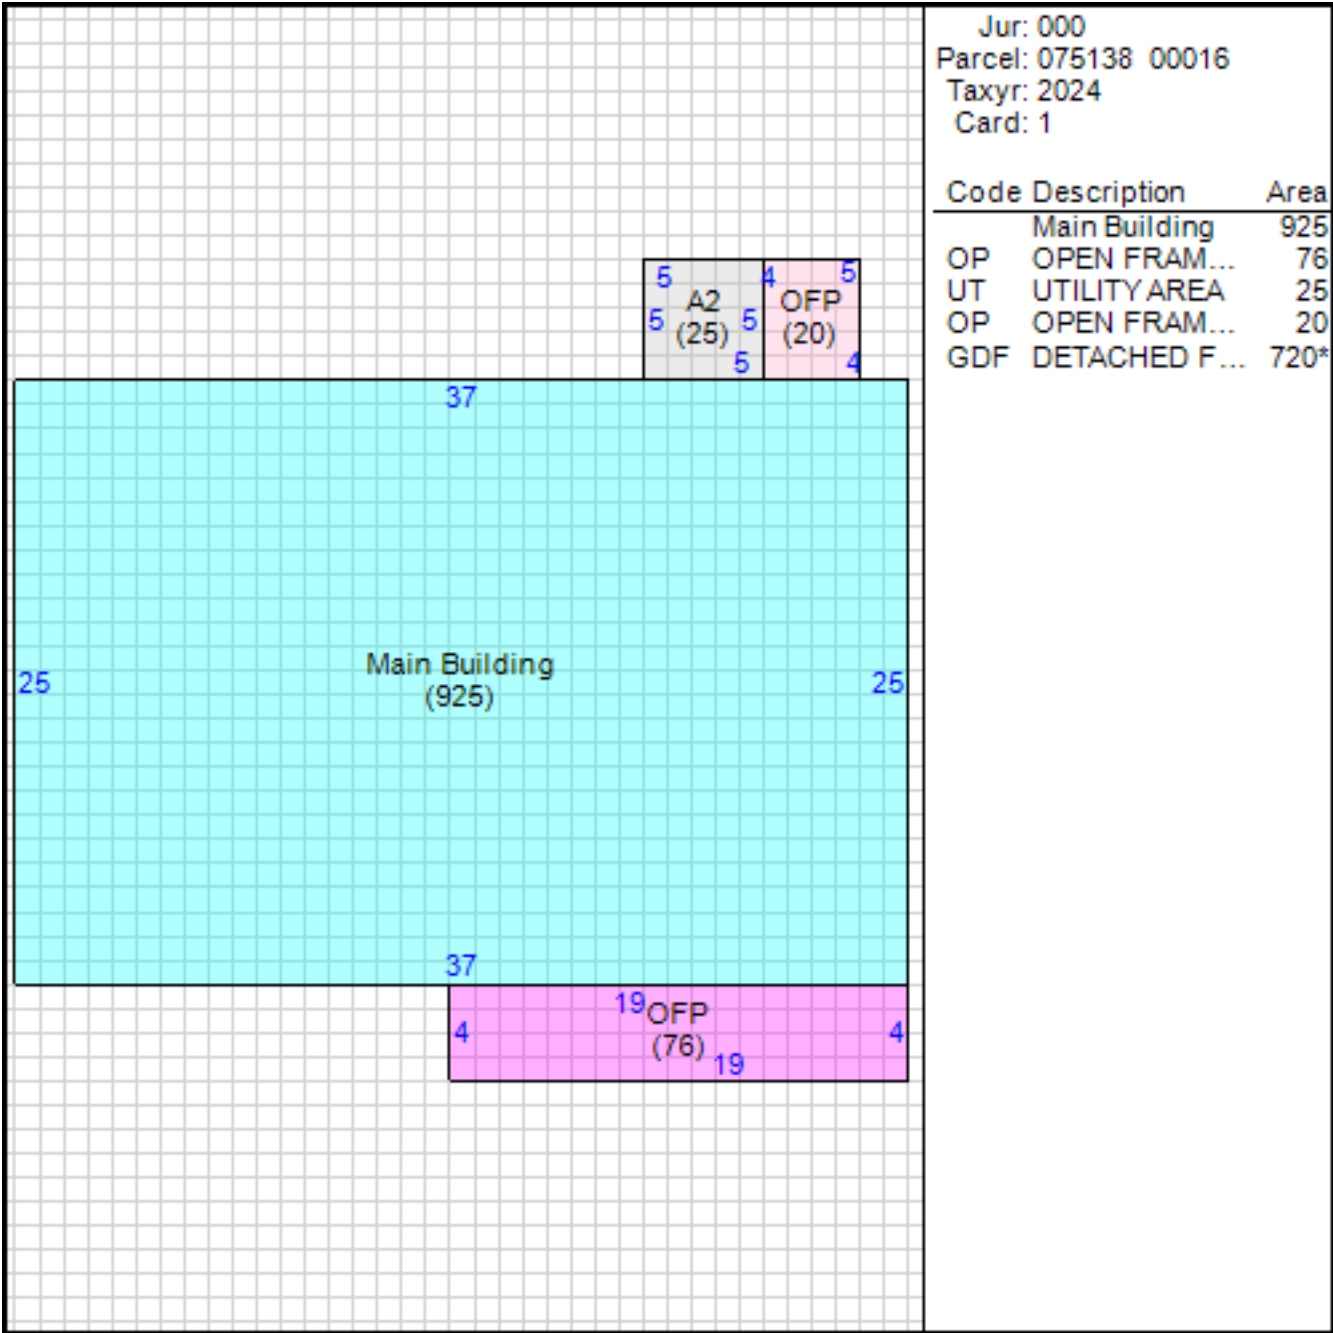 Jur: 000
Parcel: 075138 00016
Taxyr: 2024
Card: 1
Code Description Area
Main Building 925
OP OPEN FRAM... 76
UT UTILITY AREA 25
OP OPEN FRAM... 20
GDF DETACHED F... 720*
5 4 5
A2 OFP
5 (25) 5 (20)
5 4
37
Main Building
25 (925) 25
37
19 OFP
4 (76) 4
19